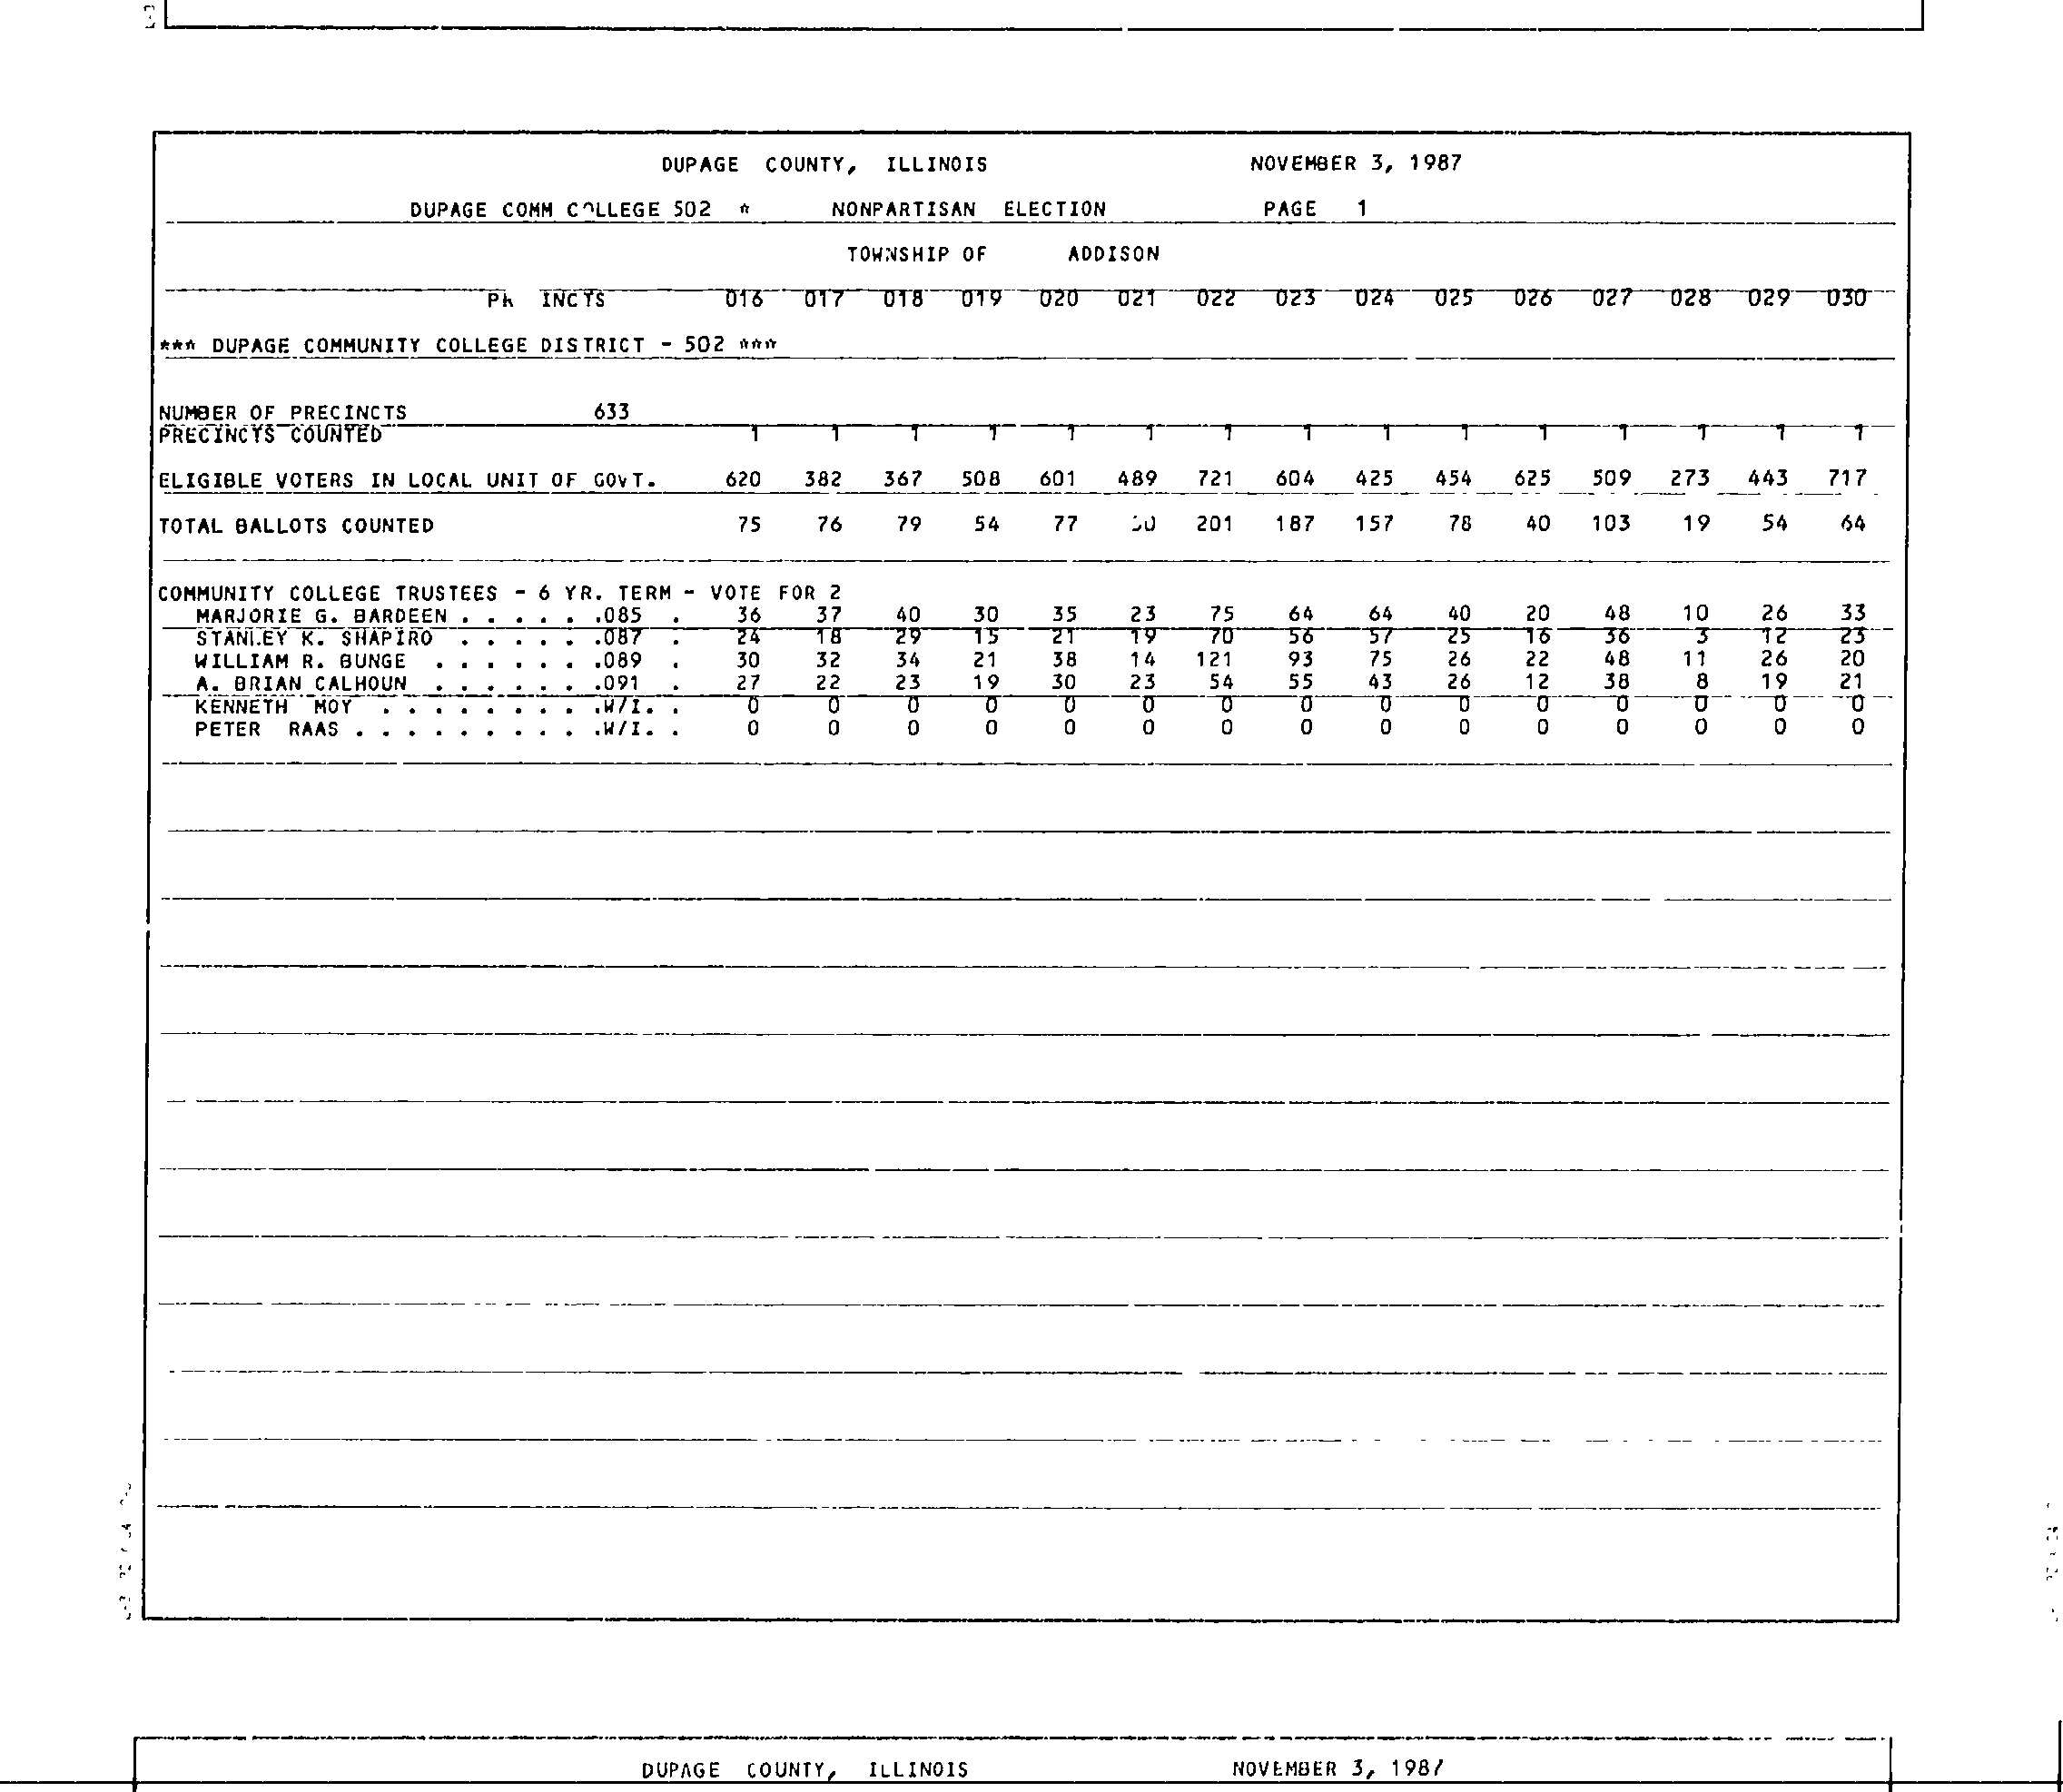 DUPAGE COUNTY, ILLINOIS NOVEMBER 3, 1987
DUPAGE COMM COLLEGE 502 * NONPARTISAN ELECTION PAGE 1
TOWNSHIP OF ADDISON
INCTS 016 017 018 019 020 021 022 023 024 025 026 027 028 029 030
*** DUPAGE COMMUNITY COLLEGE DISTRICT - 502 ***
NUMBER OF PRECINCTS 633
PRECINCTS COUNTED 1 1 1 1 1 1 1 1 1 1 1 1 1 1 1
ELIGIBLE VOTERS IN LOCAL UNIT OF GOVT. 620 382 367 508 601 489 721 604 425 454 625 509 273 443 717
TOTAL BALLOTS COUNTED 75 76 79 54 77 201 187 157 78 40 103 19 54 64
COMMUNITY COLLEGE TRUSTEES - 6 YR. TERM - VOTE FOR 2
MARJORIE G. BARDEEN . . . . . .085 . 36 37 40 30 35 23 75 64 64 40 20 48 10 26 33
STANLEY K. SHAPIRO . . . . . .087 . 24 18 29 15 21 19 70 56 57 25 16 36 3 12 23
WILLIAM R. BUNGE . . . . . . .089 . 30 32 34 21 38 14 121 93 75 26 22 48 11 26 20
A. BRIAN CALHOUN . . . . . . .091 . 27 22 23 19 30 23 54 55 43 26 12 38 8 19 21
KENNETH MOY . . . . . . . . .W/I. . 0 0 0 0 0 0 0 0 0 0 0 0 0 0 0
PETER RAAS . . . . . . . . . .W/I. . 0 0 0 0 0 0 0 0 0 0 0 0 0 0 0
DUPAGE COUNTY, ILLINOIS NOVEMBER 3, 1987